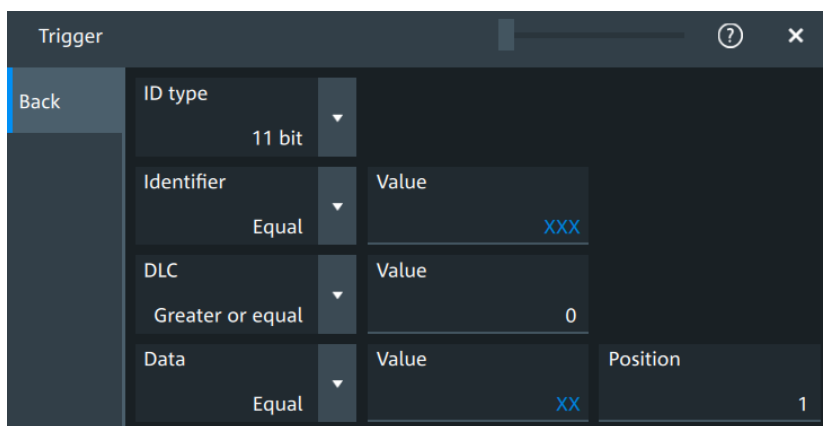 Trigger
?
×
Back
ID type
11 bit
Identifier
Equal
Value
XXX
DLC
Greater or equal
Value
0
Data
Equal
Value
XX
Position
1